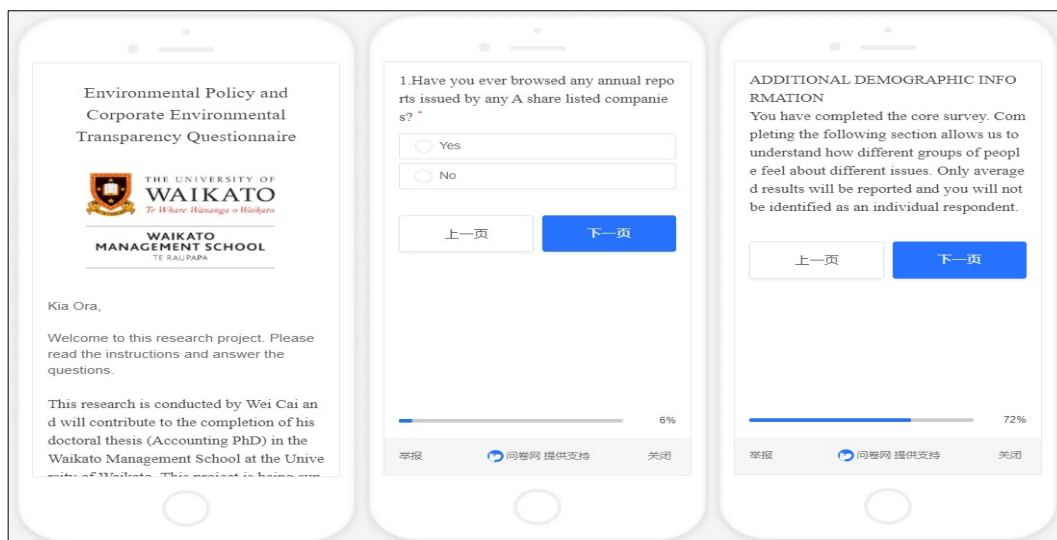 Environmental Policy and
Corporate Environmental
Transparency Questionnaire
THE UNIVERSITY OF
WAIKATO
Te Whare Wānanga o Waikato
WAIKATO
MANAGEMENT SCHOOL
TE RAUPAPA
Kia Ora,
Welcome to this research project. Please
read the instructions and answer the
questions.
This research is conducted by Wei Cai an
d will contribute to the completion of his
doctoral thesis (Accounting PhD) in the
Waikato Management School at the Unive
rsity of Waikato. This project is being sup
1.Have you ever browsed any annual repo
rts issued by any A share listed companie
s? *
Yes
No
上一页 下一页
6%
举报 问卷网 提供支持 关闭
ADDITIONAL DEMOGRAPHIC INFO
RMATION
You have completed the core survey. Com
pleting the following section allows us to
understand how different groups of peopl
e feel about different issues. Only average
d results will be reported and you will not
be identified as an individual respondent.
上一页 下一页
72%
举报 问卷网 提供支持 关闭